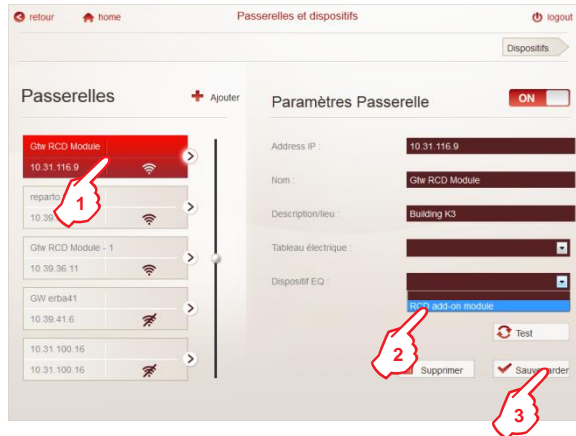 retour
home
Passerelles et dispositifs
logout
Dispositifs
Passerelles
Ajouter
Gtw RCD Module
10.31.116.9
reparto
10.39
Gtw RCD Module - 1
10.39.36.11
GW erba41
10.39.41.6
10.31.100.16
10.31.100.16
1
Paramètres Passerelle
ON
Address IP :
10.31.116.9
Nom :
Gtw RCD Module
Description/lieu :
Building K3
Tableau électrique :
Dispositif EQ :
RCD add-on module
Test
2
Supprimer
Sauvegarder
3